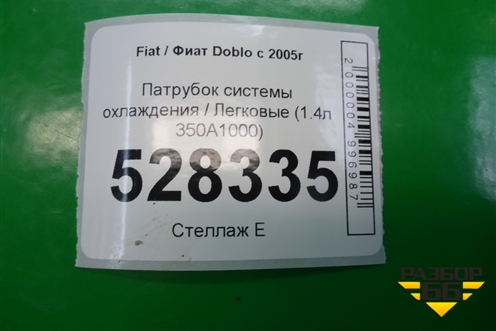 Fiat / Фиат Doblo с 2005г
Патрубок системы
охлаждения / Легковые (1.4л
350A1000)
528335
Стеллаж Е
2000004996987
РАЗБОР
66